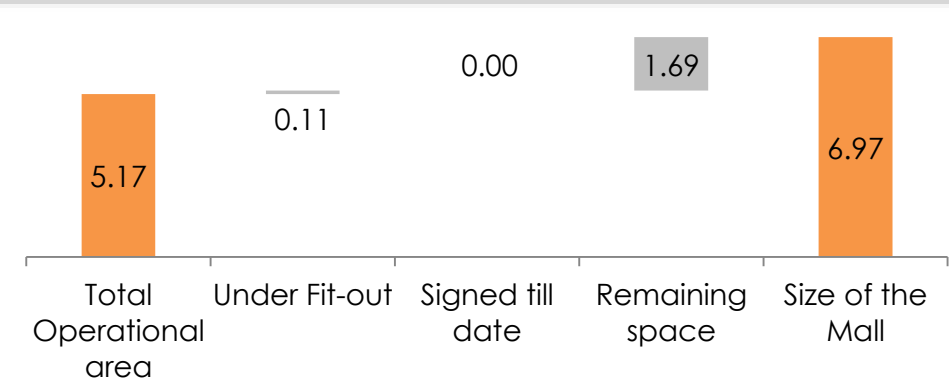 0.00
1.69
0.11
6.97
5.17
Total
Operational
area
Under Fit-out
Signed till
date
Remaining
space
Size of the
Mall